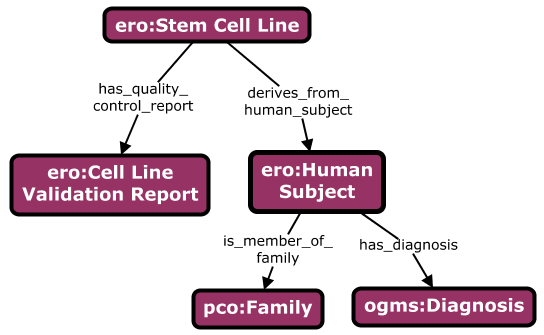 ero:Stem Cell Line
has_quality_
control_report
derives_from_
human_subject
ero:Cell Line
Validation Report
ero:Human
Subject
is_member_of_
family
has_diagnosis
pco:Family
ogms:Diagnosis